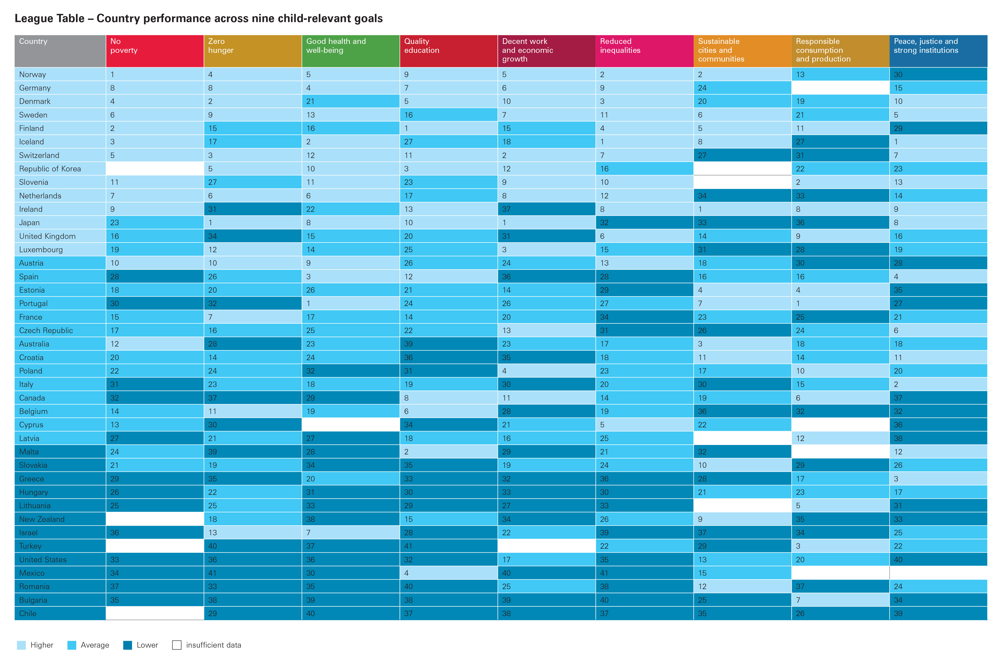 League Table – Country performance across nine child-relevant goals
Country No poverty Zero hunger Good health and well-being Quality education Decent work and economic growth Reduced inequalities Sustainable cities and communities Responsible consumption and production Peace, justice and strong institutions
Norway 1 4 5 9 5 2 2 13 30
Germany 8 8 4 7 6 9 24 15
Denmark 4 2 21 5 10 3 20 19 10
Sweden 6 9 13 16 7 11 6 21 5
Finland 2 15 16 1 15 4 5 11 29
Iceland 3 17 2 27 18 1 8 27 1
Switzerland 5 3 12 11 2 7 27 31 7
Republic of Korea 5 10 3 12 16 22 23
Slovenia 11 27 11 23 9 10 2 13
Netherlands 7 6 6 17 8 12 34 33 14
Ireland 9 31 22 13 37 8 1 8 9
Japan 23 1 8 10 1 32 33 36 8
United Kingdom 16 34 15 20 31 6 14 9 16
Luxembourg 19 12 14 25 3 15 31 28 19
Austria 10 10 9 26 24 13 18 30 28
Spain 28 26 3 12 36 28 16 16 4
Estonia 18 20 26 21 14 29 4 4 35
Portugal 30 32 1 24 26 27 7 1 27
France 15 7 17 14 20 34 23 25 21
Czech Republic 17 16 25 22 13 31 26 24 6
Australia 12 28 23 39 23 17 3 18 18
Croatia 20 14 24 36 35 18 11 14 11
Poland 22 24 32 31 4 23 17 10 20
Italy 31 23 18 19 30 20 30 15 2
Canada 32 37 29 8 11 14 19 6 37
Belgium 14 11 19 6 28 19 36 32 32
Cyprus 13 30 34 21 5 22 36
Latvia 27 21 27 18 16 25 12 38
Malta 24 39 28 2 29 21 32 12
Slovakia 21 19 34 35 19 24 10 29 26
Greece 29 35 20 33 32 36 28 17 3
Hungary 26 22 31 30 33 30 21 23 17
Lithuania 25 25 33 29 27 33 5 31
New Zealand 18 38 15 34 26 9 35 33
Israel 36 13 7 28 22 39 37 34 25
Turkey 40 37 41 22 29 3 22
United States 33 36 36 32 17 35 13 20 40
Mexico 34 41 30 4 40 41 15
Romania 37 33 35 40 25 38 12 37 24
Bulgaria 35 38 39 38 39 40 25 7 34
Chile 29 40 37 38 37 35 26 39
Higher Average Lower insufficient data